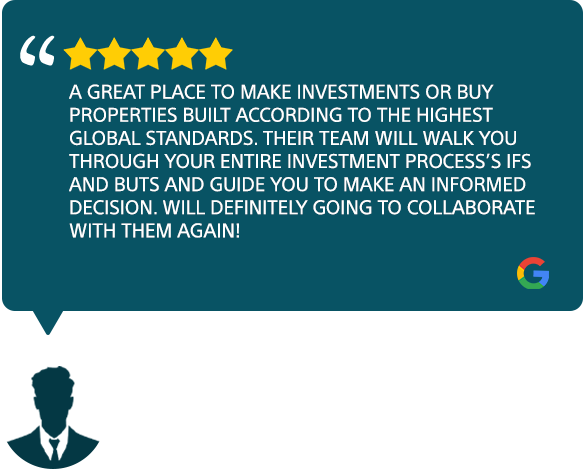 A GREAT PLACE TO MAKE INVESTMENTS OR BUY
PROPERTIES BUILT ACCORDING TO THE HIGHEST
GLOBAL STANDARDS. THEIR TEAM WILL WALK YOU
THROUGH YOUR ENTIRE INVESTMENT PROCESS’S IFS
AND BUTS AND GUIDE YOU TO MAKE AN INFORMED
DECISION. WILL DEFINITELY GOING TO COLLABORATE
WITH THEM AGAIN!